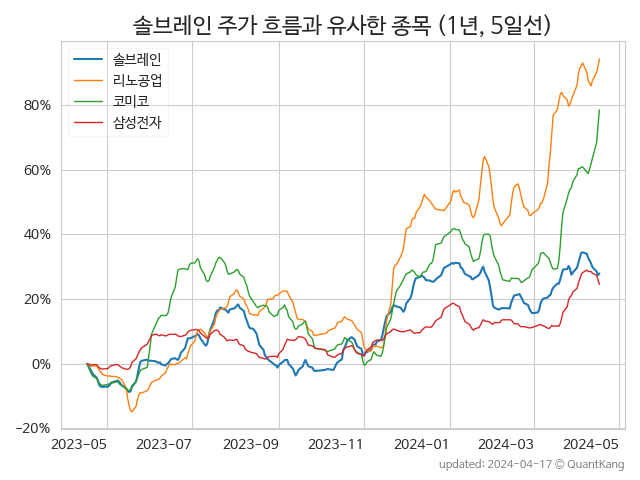 솔브레인 주가 흐름과 유사한 종목 (1년, 5일선)
솔브레인
리노공업
코미코
삼성전자
80%
60%
40%
20%
0%
−20%
2023-05 2023-07 2023-09 2023-11 2024-01 2024-03 2024-05
updated: 2024-04-17 © QuantKang